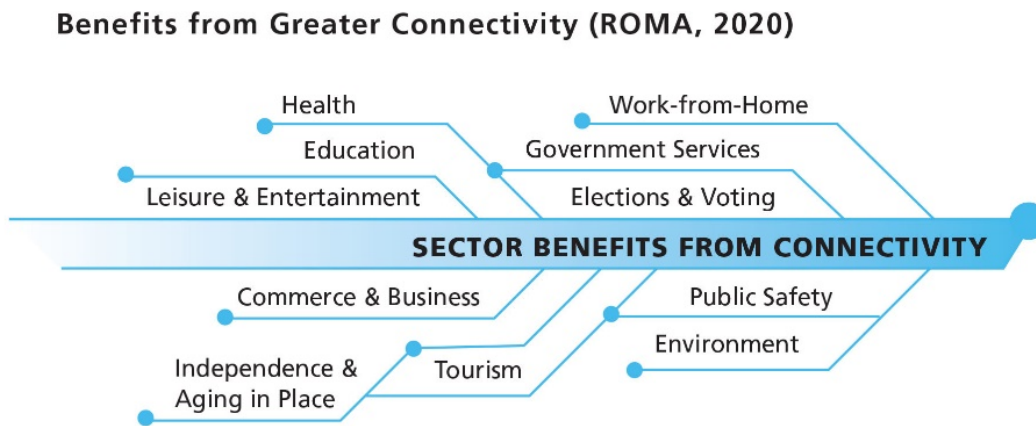 Benefits from Greater Connectivity (ROMA, 2020)
Health
Work-from-Home
Education
Government Services
Leisure & Entertainment
Elections & Voting
SECTOR BENEFITS FROM CONNECTIVITY
Commerce & Business
Public Safety
Independence &
Aging in Place
Tourism
Environment